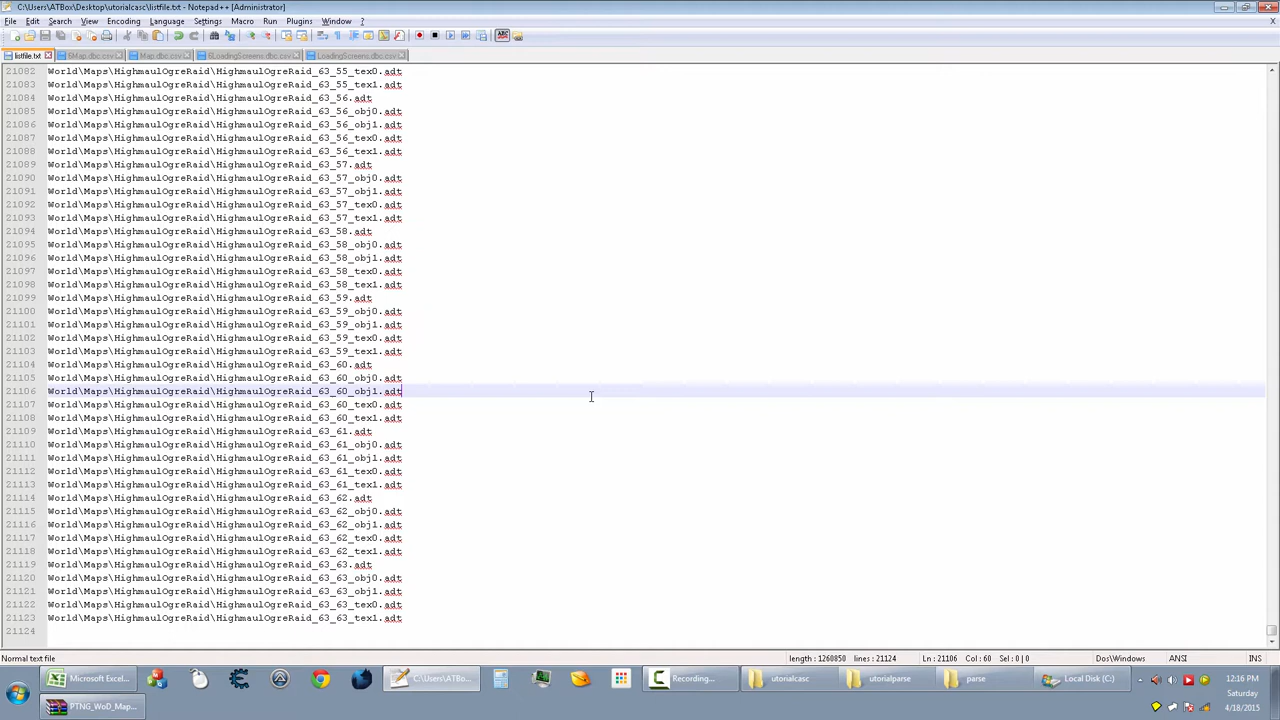 C:\Users\ATBox\Desktop\utorialcasc\listfile.txt - Notepad++ [Administrator]
File Edit Search View Encoding Language Settings Macro Run Plugins Window ?
listfile.txt 6Map.dbc.csv Map.dbc.csv 6LoadingScreens.dbc.csv LoadingScreens.dbc.csv
21082 World\Maps\HighmaulOgreRaid\HighmaulOgreRaid_63_55_tex0.adt
21083 World\Maps\HighmaulOgreRaid\HighmaulOgreRaid_63_55_tex1.adt
21084 World\Maps\HighmaulOgreRaid\HighmaulOgreRaid_63_56.adt
21085 World\Maps\HighmaulOgreRaid\HighmaulOgreRaid_63_56_obj0.adt
21086 World\Maps\HighmaulOgreRaid\HighmaulOgreRaid_63_56_obj1.adt
21087 World\Maps\HighmaulOgreRaid\HighmaulOgreRaid_63_56_tex0.adt
21088 World\Maps\HighmaulOgreRaid\HighmaulOgreRaid_63_56_tex1.adt
21089 World\Maps\HighmaulOgreRaid\HighmaulOgreRaid_63_57.adt
21090 World\Maps\HighmaulOgreRaid\HighmaulOgreRaid_63_57_obj0.adt
21091 World\Maps\HighmaulOgreRaid\HighmaulOgreRaid_63_57_obj1.adt
21092 World\Maps\HighmaulOgreRaid\HighmaulOgreRaid_63_57_tex0.adt
21093 World\Maps\HighmaulOgreRaid\HighmaulOgreRaid_63_57_tex1.adt
21094 World\Maps\HighmaulOgreRaid\HighmaulOgreRaid_63_58.adt
21095 World\Maps\HighmaulOgreRaid\HighmaulOgreRaid_63_58_obj0.adt
21096 World\Maps\HighmaulOgreRaid\HighmaulOgreRaid_63_58_obj1.adt
21097 World\Maps\HighmaulOgreRaid\HighmaulOgreRaid_63_58_tex0.adt
21098 World\Maps\HighmaulOgreRaid\HighmaulOgreRaid_63_58_tex1.adt
21099 World\Maps\HighmaulOgreRaid\HighmaulOgreRaid_63_59.adt
21100 World\Maps\HighmaulOgreRaid\HighmaulOgreRaid_63_59_obj0.adt
21101 World\Maps\HighmaulOgreRaid\HighmaulOgreRaid_63_59_obj1.adt
21102 World\Maps\HighmaulOgreRaid\HighmaulOgreRaid_63_59_tex0.adt
21103 World\Maps\HighmaulOgreRaid\HighmaulOgreRaid_63_59_tex1.adt
21104 World\Maps\HighmaulOgreRaid\HighmaulOgreRaid_63_60.adt
21105 World\Maps\HighmaulOgreRaid\HighmaulOgreRaid_63_60_obj0.adt
21106 World\Maps\HighmaulOgreRaid\HighmaulOgreRaid_63_60_obj1.adt
21107 World\Maps\HighmaulOgreRaid\HighmaulOgreRaid_63_60_tex0.adt
21108 World\Maps\HighmaulOgreRaid\HighmaulOgreRaid_63_60_tex1.adt
21109 World\Maps\HighmaulOgreRaid\HighmaulOgreRaid_63_61.adt
21110 World\Maps\HighmaulOgreRaid\HighmaulOgreRaid_63_61_obj0.adt
21111 World\Maps\HighmaulOgreRaid\HighmaulOgreRaid_63_61_obj1.adt
21112 World\Maps\HighmaulOgreRaid\HighmaulOgreRaid_63_61_tex0.adt
21113 World\Maps\HighmaulOgreRaid\HighmaulOgreRaid_63_61_tex1.adt
21114 World\Maps\HighmaulOgreRaid\HighmaulOgreRaid_63_62.adt
21115 World\Maps\HighmaulOgreRaid\HighmaulOgreRaid_63_62_obj0.adt
21116 World\Maps\HighmaulOgreRaid\HighmaulOgreRaid_63_62_obj1.adt
21117 World\Maps\HighmaulOgreRaid\HighmaulOgreRaid_63_62_tex0.adt
21118 World\Maps\HighmaulOgreRaid\HighmaulOgreRaid_63_62_tex1.adt
21119 World\Maps\HighmaulOgreRaid\HighmaulOgreRaid_63_63.adt
21120 World\Maps\HighmaulOgreRaid\HighmaulOgreRaid_63_63_obj0.adt
21121 World\Maps\HighmaulOgreRaid\HighmaulOgreRaid_63_63_obj1.adt
21122 World\Maps\HighmaulOgreRaid\HighmaulOgreRaid_63_63_tex0.adt
21123 World\Maps\HighmaulOgreRaid\HighmaulOgreRaid_63_63_tex1.adt
21124
Normal text file length : 1260850 lines : 21124 Ln : 21106 Col : 60 Sel : 0 | 0 Dos\Windows ANSI INS
Microsoft Excel... C:\Users\ATBo... Recording... utorialcasc utorialparse parse Local Disk (C:) 12:16 PM
Saturday
PTNG_WoD_Map... 4/18/2015